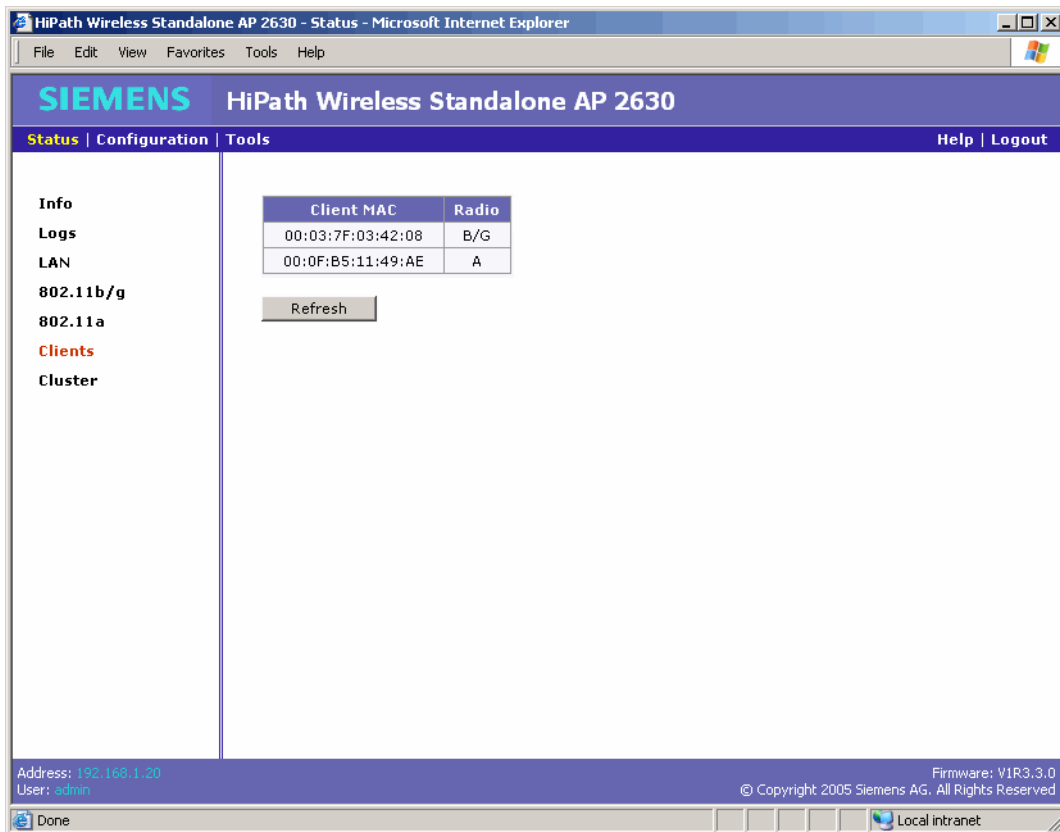 HiPath Wireless Standalone AP 2630 - Status - Microsoft Internet Explorer
File Edit View Favorites Tools Help
SIEMENS HiPath Wireless Standalone AP 2630
Status | Configuration | Tools Help | Logout
Info
Logs
LAN
802.11b/g
802.11a
Clients
Cluster
Client MAC Radio
00:03:7F:03:42:08 B/G
00:0F:B5:11:49:AE A
Refresh
Address: 192.168.1.20 Firmware: V1R3.3.0
User: admin © Copyright 2005 Siemens AG. All Rights Reserved
Done Local intranet